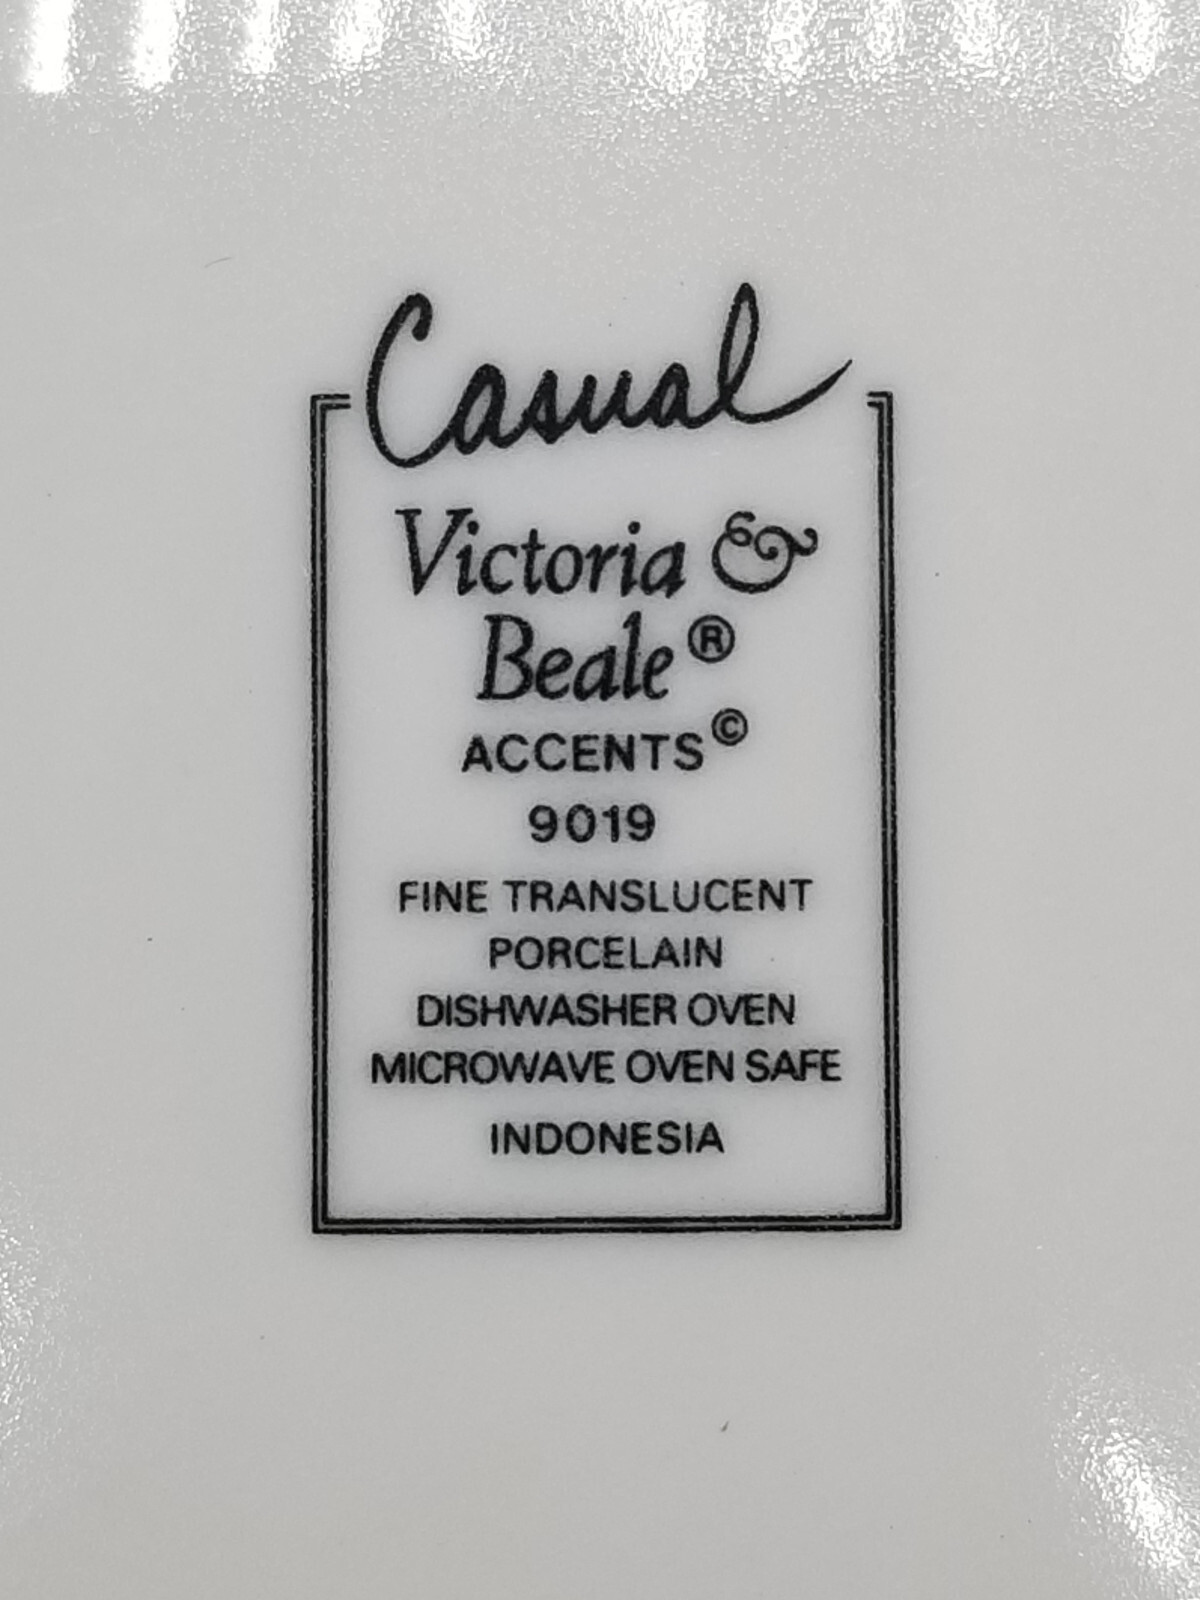 Casual
Victoria &
Beale®
ACCENTS©
9019
FINE TRANSLUCENT
PORCELAIN
DISHWASHER OVEN
MICROWAVE OVEN SAFE
INDONESIA